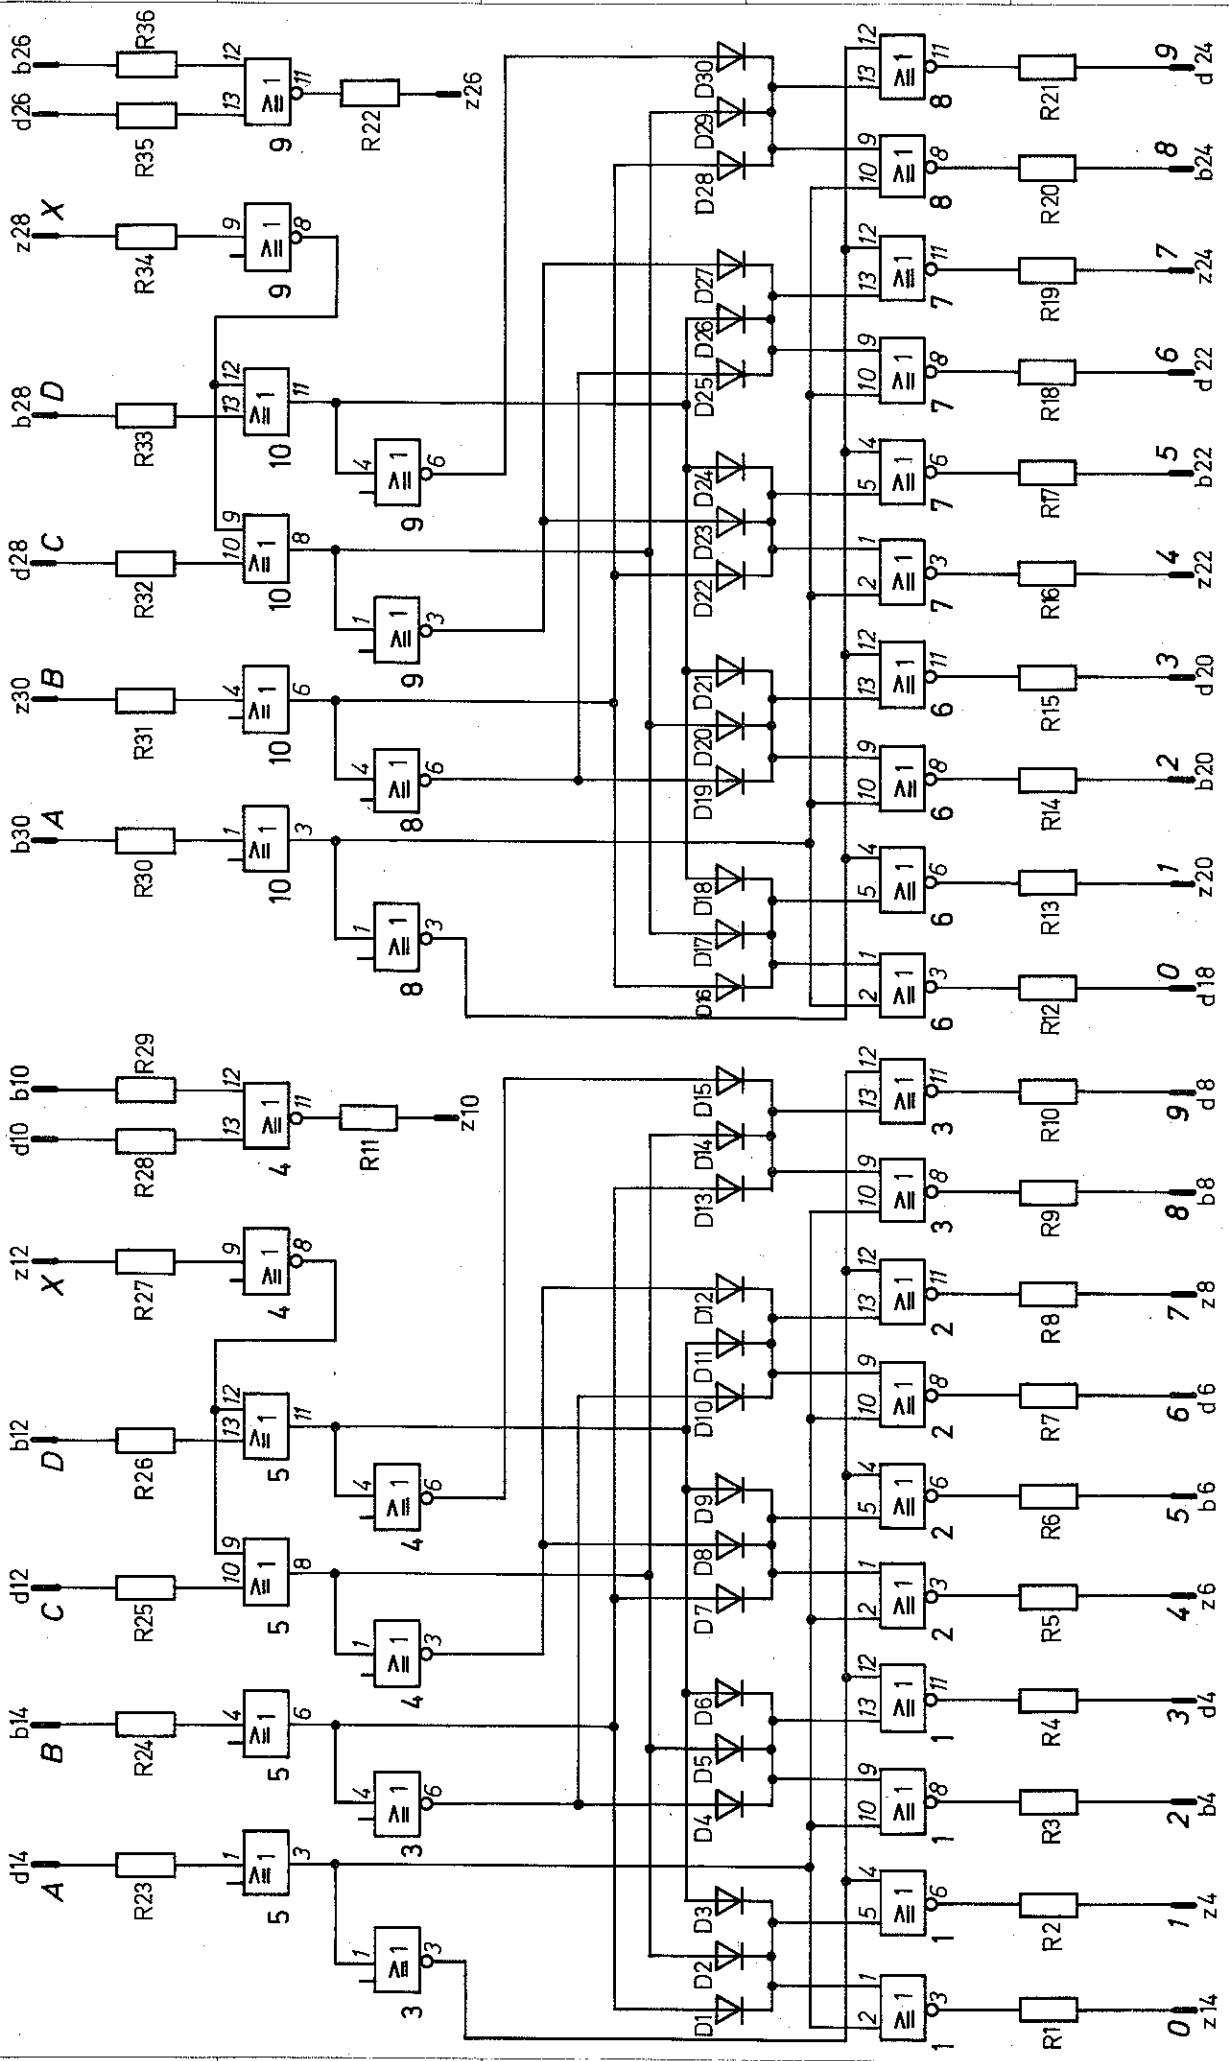 d14 b14 d12 b12 z12 d10 b10 b30 z30 d28 b28 z28 d26 b26
A B C D X A B C D X
R23 R24 R25 R26 R27 R28 R29 R30 R31 R32 R33 R34 R35 R36
1 4 10 9 13 12 9 13 12 1 4 10 9 13 12 9 13 12
≥1 ≥1 ≥1 ≥1 ≥1 ≥1 ≥1 ≥1 ≥1 ≥1 ≥1 ≥1
5 5 5 5 4 4 10 10 10 10 9 9
3 6 8 11 8 11 3 6 8 11 8 11
R11 R22
1 4 1 4 1 4 1 4
≥1 ≥1 ≥1 ≥1 ≥1 ≥1 ≥1 ≥1
3 3 4 4 8 8 9 9
3 6 3 6 3 6 3 6
z10 z26
D1 D2 D3 D4 D5 D6 D7 D8 D9 D10 D11 D12 D13 D14 D15 D16 D17 D18 D19 D20 D21 D22 D23 D24 D25 D26 D27 D28 D29 D30
2 1 5 4 10 9 13 12 2 1 5 4 10 9 13 12 10 9 13 12 2 1 5 4 10 9 13 12 2 1 5 4 10 9 13 12 10 9 13 12
≥1 ≥1 ≥1 ≥1 ≥1 ≥1 ≥1 ≥1 ≥1 ≥1 ≥1 ≥1 ≥1 ≥1 ≥1 ≥1 ≥1 ≥1 ≥1 ≥1
1 1 1 1 2 2 2 2 3 3 6 6 6 6 7 7 7 7 8 8
3 6 8 11 3 6 8 11 8 11 3 6 8 11 3 6 8 11 8 11
R1 R2 R3 R4 R5 R6 R7 R8 R9 R10 R12 R13 R14 R15 R16 R17 R18 R19 R20 R21
0 1 2 3 4 5 6 7 8 9 0 1 2 3 4 5 6 7 8 9
z14 z4 b4 d4 z6 b6 d6 z8 b8 d8 d18 z20 b20 d20 z22 b22 d22 z24 b24 d24